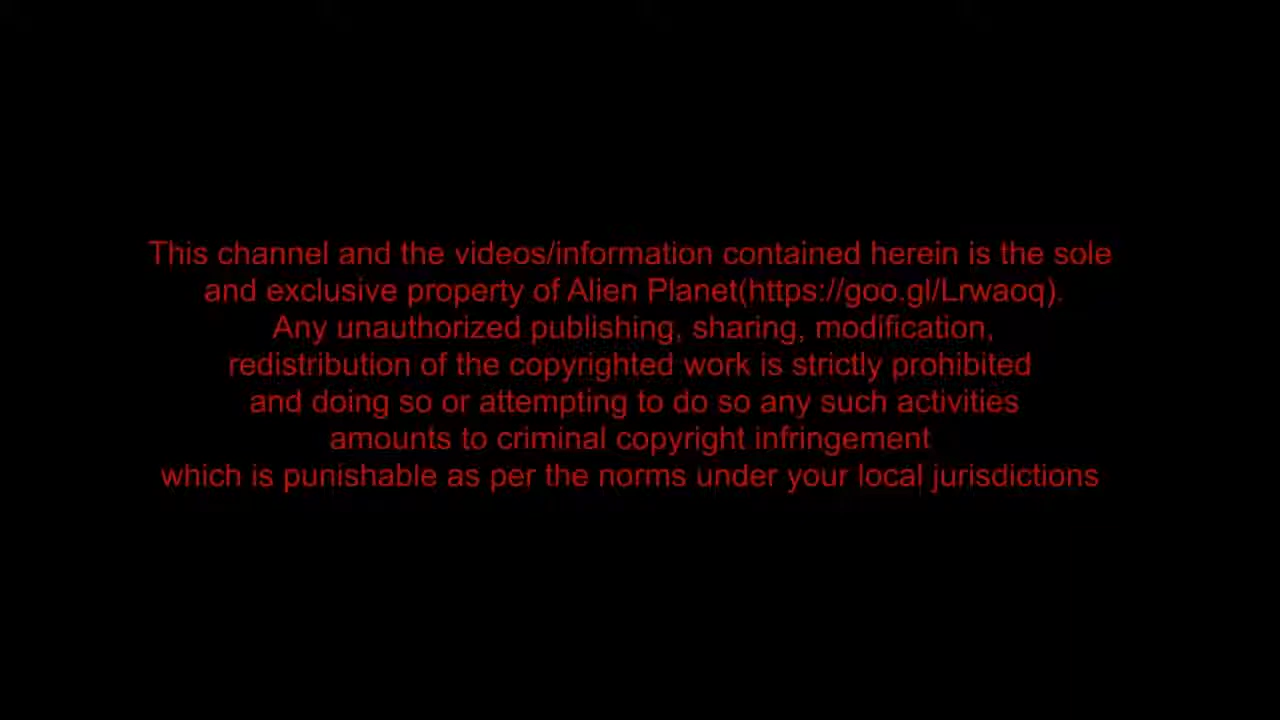 This channel and the videos/information contained herein is the sole
and exclusive property of Alien Planet(https://goo.gl/Lrwaoq).
Any unauthorized publishing, sharing, modification,
redistribution of the copyrighted work is strictly prohibited
and doing so or attempting to do so any such activities
amounts to criminal copyright infringement
which is punishable as per the norms under your local jurisdictions